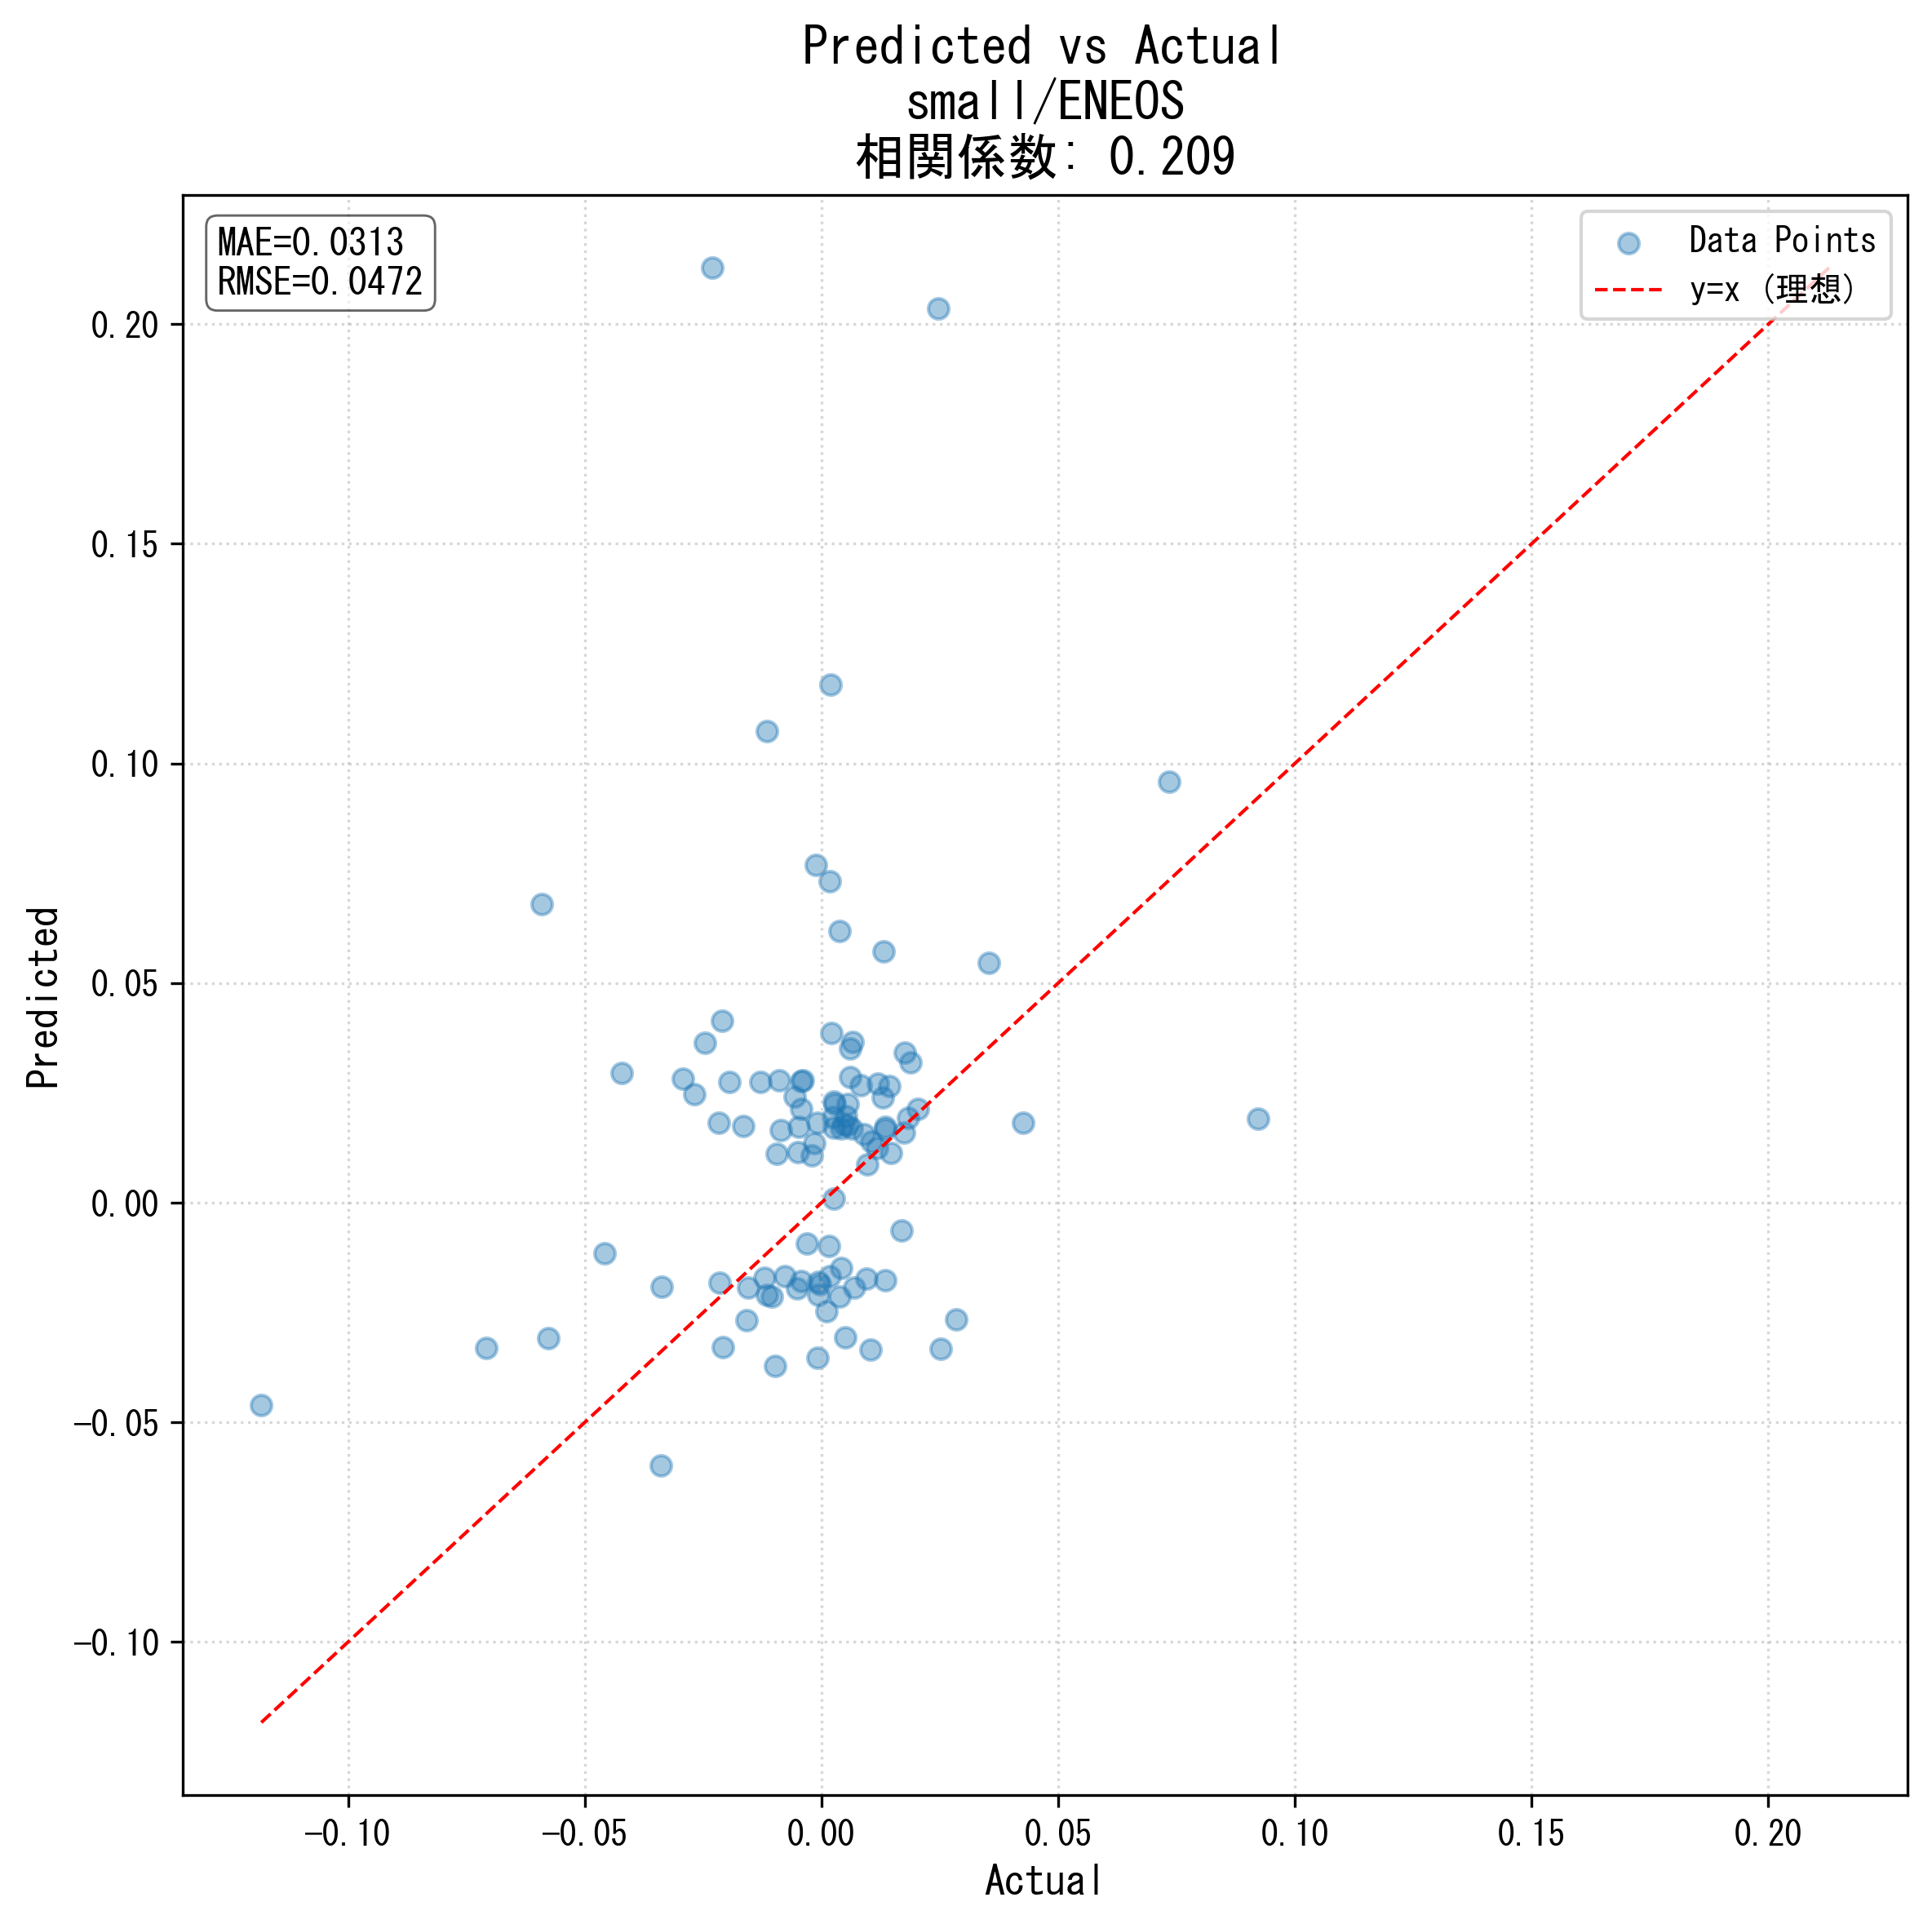 Predicted vs Actual
small/ENEOS
相関係数: 0.209
MAE=0.0313
RMSE=0.0472
Data Points
y=x (理想)
0.20
0.15
0.10
0.05
0.00
−0.05
−0.10
Predicted
−0.10
−0.05
0.00
0.05
0.10
0.15
0.20
Actual